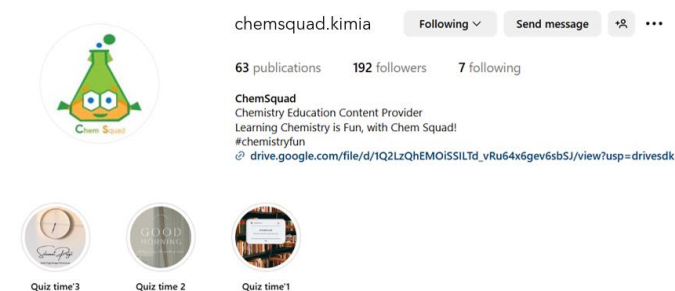 chemsquad.kimia
Following
Send message
63 publications
192 followers
7 following
ChemSquad
Chemistry Education Content Provider
Learning Chemistry is Fun, with Chem Squad!
#chemistryfun
drive.google.com/file/d/1Q2LzQhEMOiSSILTd_vRu64x6gev6sbSJ/view?usp=drivesdk
Chem Squad
GOOD
MORNING
Quiz time'3
Quiz time 2
Quiz time'1